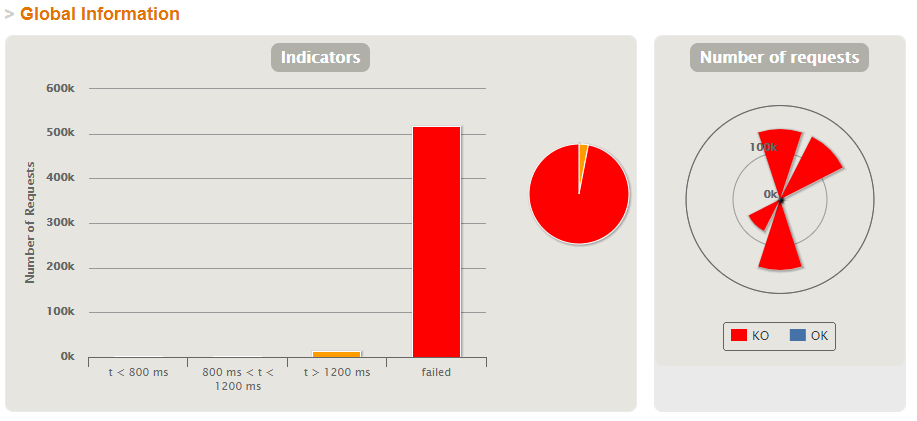 > Global Information
Indicators
Number of Requests
600k
500k
400k
300k
200k
100k
0k
t < 800 ms
800 ms < t <
1200 ms
t > 1200 ms
failed
Number of requests
100k
0k
KO
OK